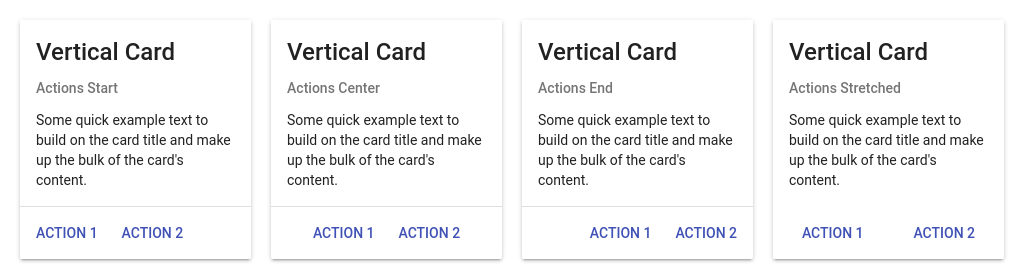 Vertical Card
Actions Start
Some quick example text to
build on the card title and make
up the bulk of the card's
content.
ACTION 1 ACTION 2
Vertical Card
Actions Center
Some quick example text to
build on the card title and make
up the bulk of the card's
content.
ACTION 1 ACTION 2
Vertical Card
Actions End
Some quick example text to
build on the card title and make
up the bulk of the card's
content.
ACTION 1 ACTION 2
Vertical Card
Actions Stretched
Some quick example text to
build on the card title and make
up the bulk of the card's
content.
ACTION 1 ACTION 2